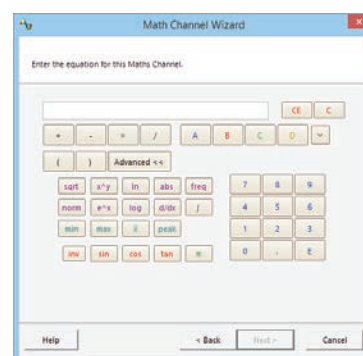 Math Channel Wizard
Enter the equation for this Maths Channel.
CE C
+ - × / A B C D
( ) Advanced <<
sqrt x^y ln abs freq 7 8 9
norm e^x log d/dx ∫ 4 5 6
min max x̄ peak 1 2 3
inv sin cos tan π 0 . E
Help < Back Next > Cancel